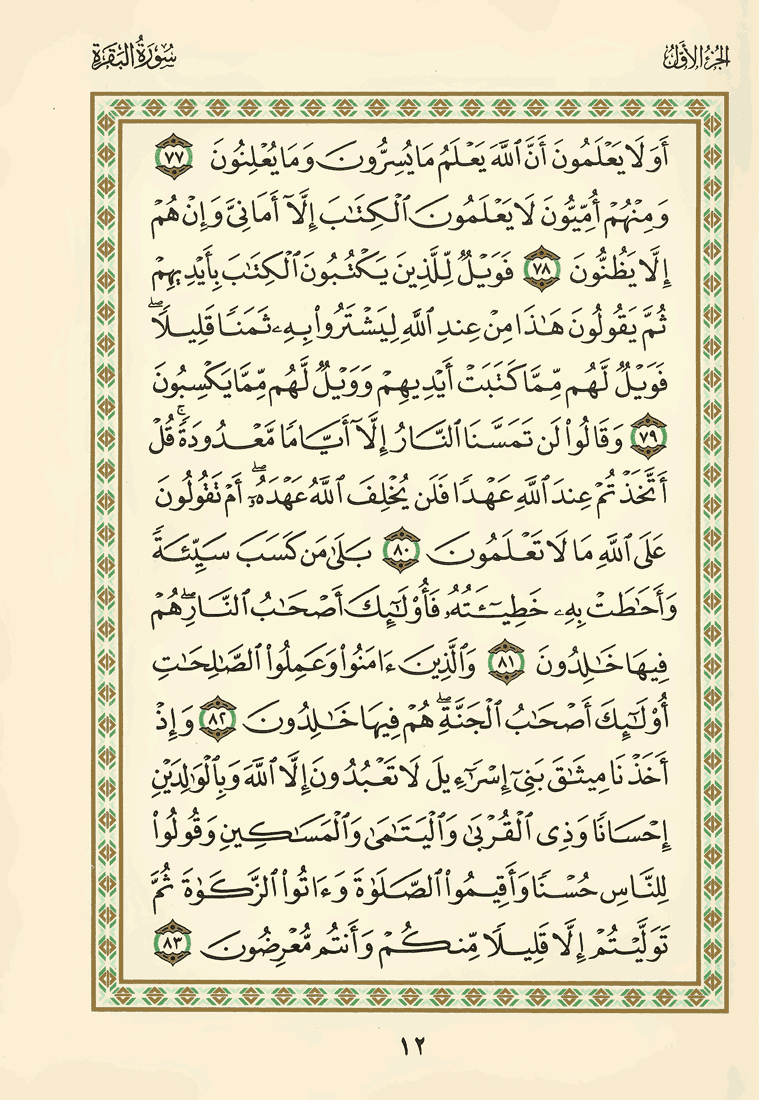 الجزء الأول
سورة البقرة
أَوَلَا يَعْلَمُونَ أَنَّ ٱللَّهَ يَعْلَمُ مَا يُسِرُّونَ وَمَا يُعْلِنُونَ ٧٧
وَمِنْهُمْ أُمِّيُّونَ لَا يَعْلَمُونَ ٱلْكِتَٰبَ إِلَّآ أَمَانِىَّ وَإِنْ هُمْ
إِلَّا يَظُنُّونَ ٧٨ فَوَيْلٌ لِّلَّذِينَ يَكْتُبُونَ ٱلْكِتَٰبَ بِأَيْدِيهِمْ
ثُمَّ يَقُولُونَ هَٰذَا مِنْ عِندِ ٱللَّهِ لِيَشْتَرُوا۟ بِهِۦ ثَمَنًا قَلِيلًا ۖ
فَوَيْلٌ لَّهُم مِّمَّا كَتَبَتْ أَيْدِيهِمْ وَوَيْلٌ لَّهُم مِّمَّا يَكْسِبُونَ
٧٩ وَقَالُوا۟ لَن تَمَسَّنَا ٱلنَّارُ إِلَّآ أَيَّامًا مَّعْدُودَةً ۚ قُلْ
أَتَّخَذْتُمْ عِندَ ٱللَّهِ عَهْدًا فَلَن يُخْلِفَ ٱللَّهُ عَهْدَهُۥٓ ۖ أَمْ تَقُولُونَ
عَلَى ٱللَّهِ مَا لَا تَعْلَمُونَ ٨٠ بَلَىٰ مَن كَسَبَ سَيِّئَةً
وَأَحَٰطَتْ بِهِۦ خَطِيٓـَٔتُهُۥ فَأُو۟لَٰٓئِكَ أَصْحَٰبُ ٱلنَّارِ ۖ هُمْ
فِيهَا خَٰلِدُونَ ٨١ وَٱلَّذِينَ ءَامَنُوا۟ وَعَمِلُوا۟ ٱلصَّٰلِحَٰتِ
أُو۟لَٰٓئِكَ أَصْحَٰبُ ٱلْجَنَّةِ ۖ هُمْ فِيهَا خَٰلِدُونَ ٨٢ وَإِذْ
أَخَذْنَا مِيثَٰقَ بَنِىٓ إِسْرَٰٓءِيلَ لَا تَعْبُدُونَ إِلَّا ٱللَّهَ وَبِٱلْوَٰلِدَيْنِ
إِحْسَانًا وَذِى ٱلْقُرْبَىٰ وَٱلْيَتَٰمَىٰ وَٱلْمَسَٰكِينِ وَقُولُوا۟
لِلنَّاسِ حُسْنًا وَأَقِيمُوا۟ ٱلصَّلَوٰةَ وَءَاتُوا۟ ٱلزَّكَوٰةَ ثُمَّ
تَوَلَّيْتُمْ إِلَّا قَلِيلًا مِّنكُمْ وَأَنتُم مُّعْرِضُونَ ٨٣
١٢